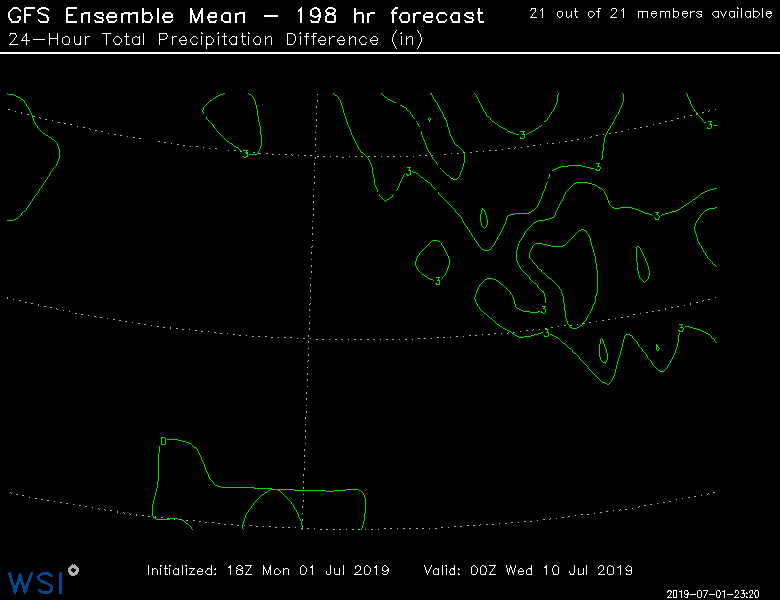 GFS Ensemble Mean – 198 hr forecast
21 out of 21 members available
24–Hour Total Precipitation Difference (in)
3
3
3
3
3
3
3
3
3
3
0
Initialized: 18Z Mon 01 Jul 2019 Valid: 00Z Wed 10 Jul 2019
WSI
2019-07-01-23:20